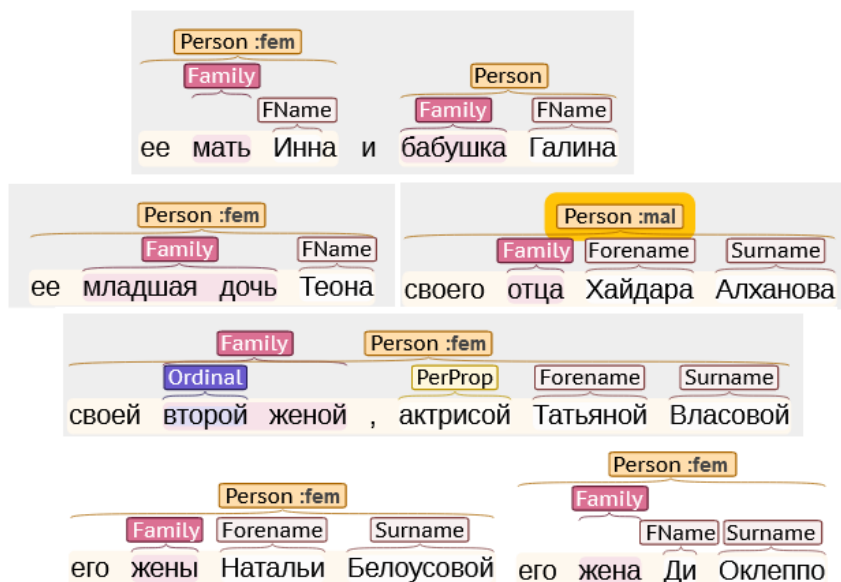 Person :fem
Family Person
FName Family FName
ее мать Инна и бабушка Галина
Person :fem
Family FName
ее младшая дочь Теона
Person :mal
Family Forename Surname
своего отца Хайдара Алханова
Family Person :fem
Ordinal PerProp Forename Surname
своей второй женой , актрисой Татьяной Власовой
Person :fem
Family Forename Surname
его жены Натальи Белоусовой
Person :fem
Family
FName Surname
его жена Ди Оклеппо